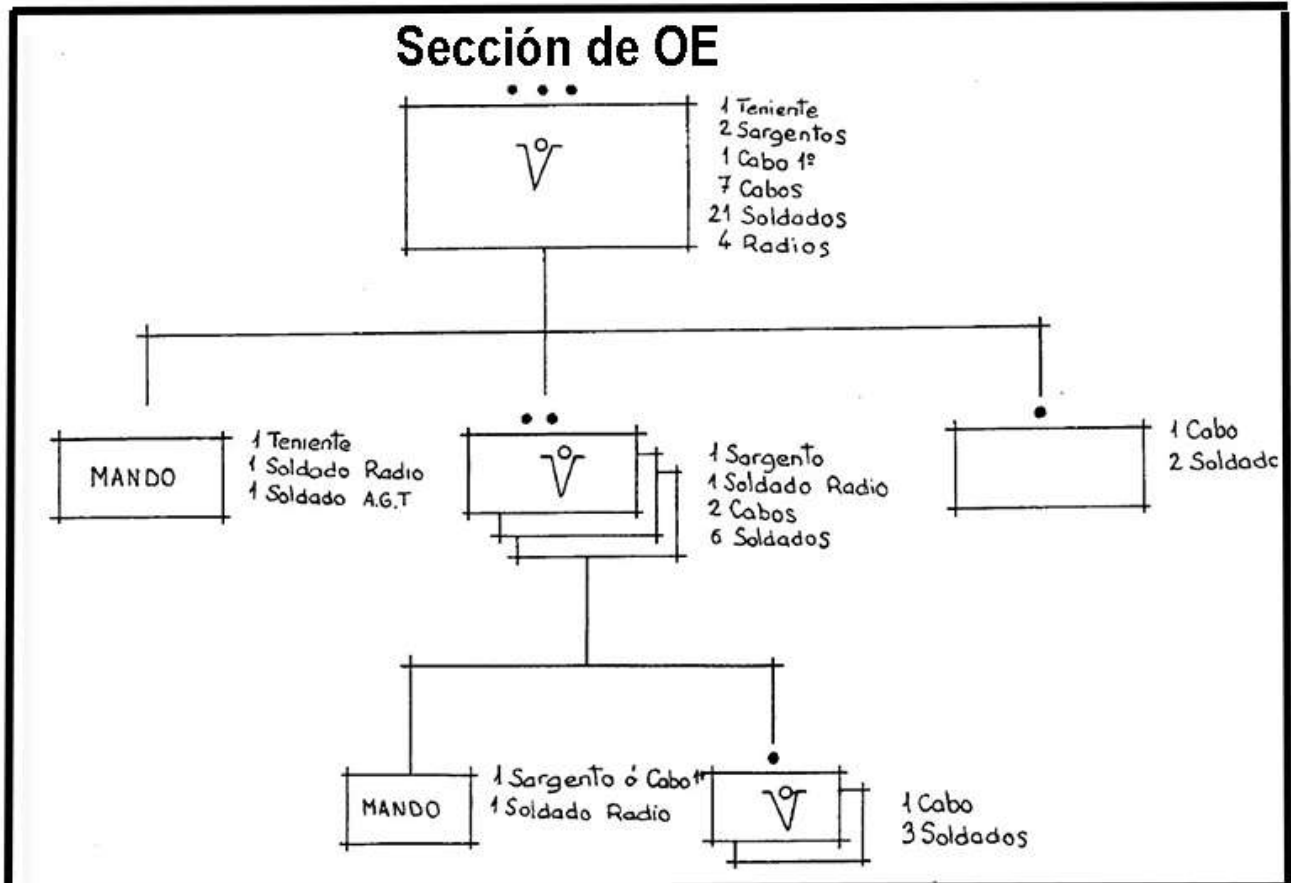 Sección de OE
1 Teniente
2 Sargentos
1 Cabo 1º
7 Cabos
21 Soldados
4 Radios
MANDO
1 Teniente
1 Soldado Radio
1 Soldado A.G.T
1 Sargento
1 Soldado Radio
2 Cabos
6 Soldados
1 Cabo
2 Soldado
MANDO
1 Sargento ó Cabo 1º
1 Soldado Radio
1 Cabo
3 Soldados